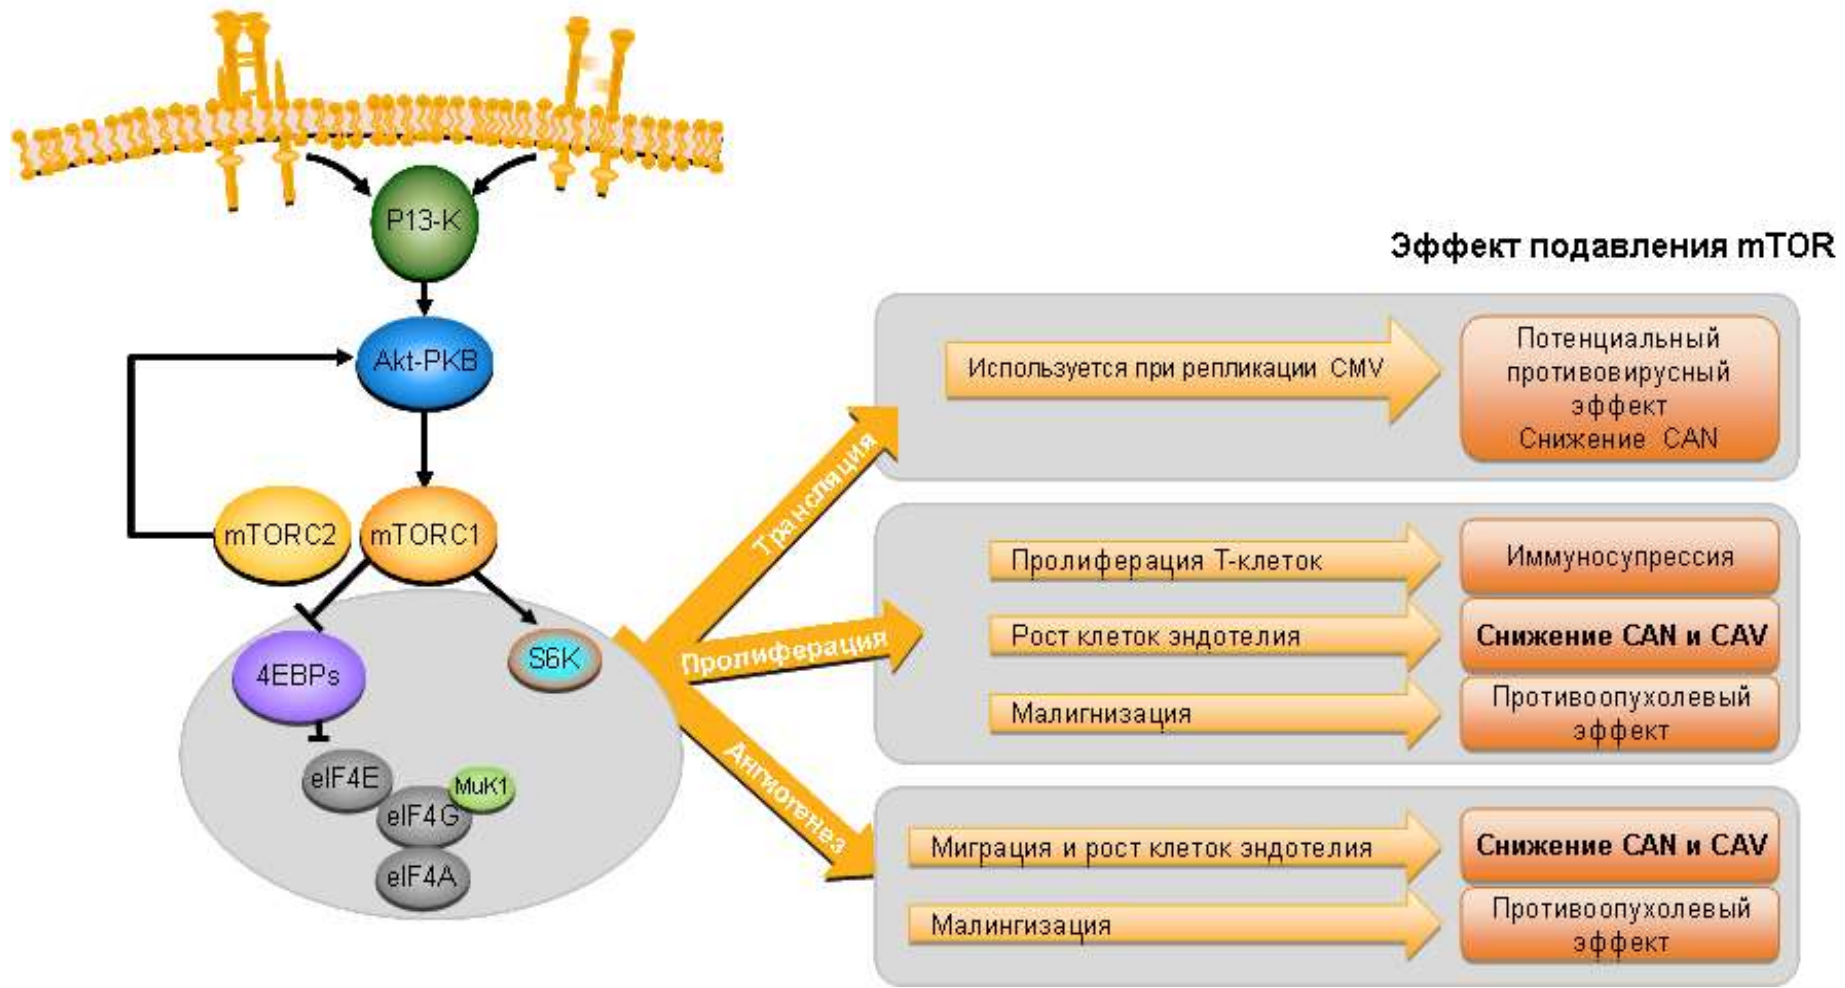 P13-K
Akt-PKB
mTORC2
mTORC1
4EBPs
S6K
eIF4E
MuK1
eIF4G
eIF4A
Трансляция
Пролиферация
Ангиогенез
Эффект подавления mTOR
Используется при репликации CMV
Потенциальный
противовирусный
эффект
Снижение CAN
Пролиферация Т-клеток
Иммуносупрессия
Рост клеток эндотелия
Снижение CAN и CAV
Малигнизация
Противоопухолевый
эффект
Миграция и рост клеток эндотелия
Снижение CAN и CAV
Малингизация
Противоопухолевый
эффект